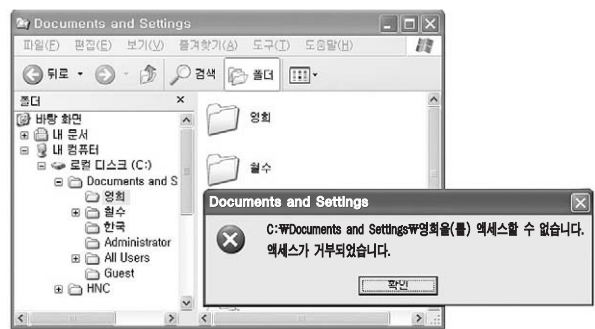 Documents and Settings
파일(F) 편집(E) 보기(V) 즐겨찾기(A) 도구(T) 도움말(H)
뒤로 검색 폴더
폴더
바탕 화면
내 문서
내 컴퓨터
로컬 디스크 (C:)
Documents and S
영희
철수
한국
Administrator
All Users
Guest
HNC
영희
철수
Documents and Settings
C:₩Documents and Settings₩영희을(를) 액세스할 수 없습니다.
액세스가 거부되었습니다.
확인